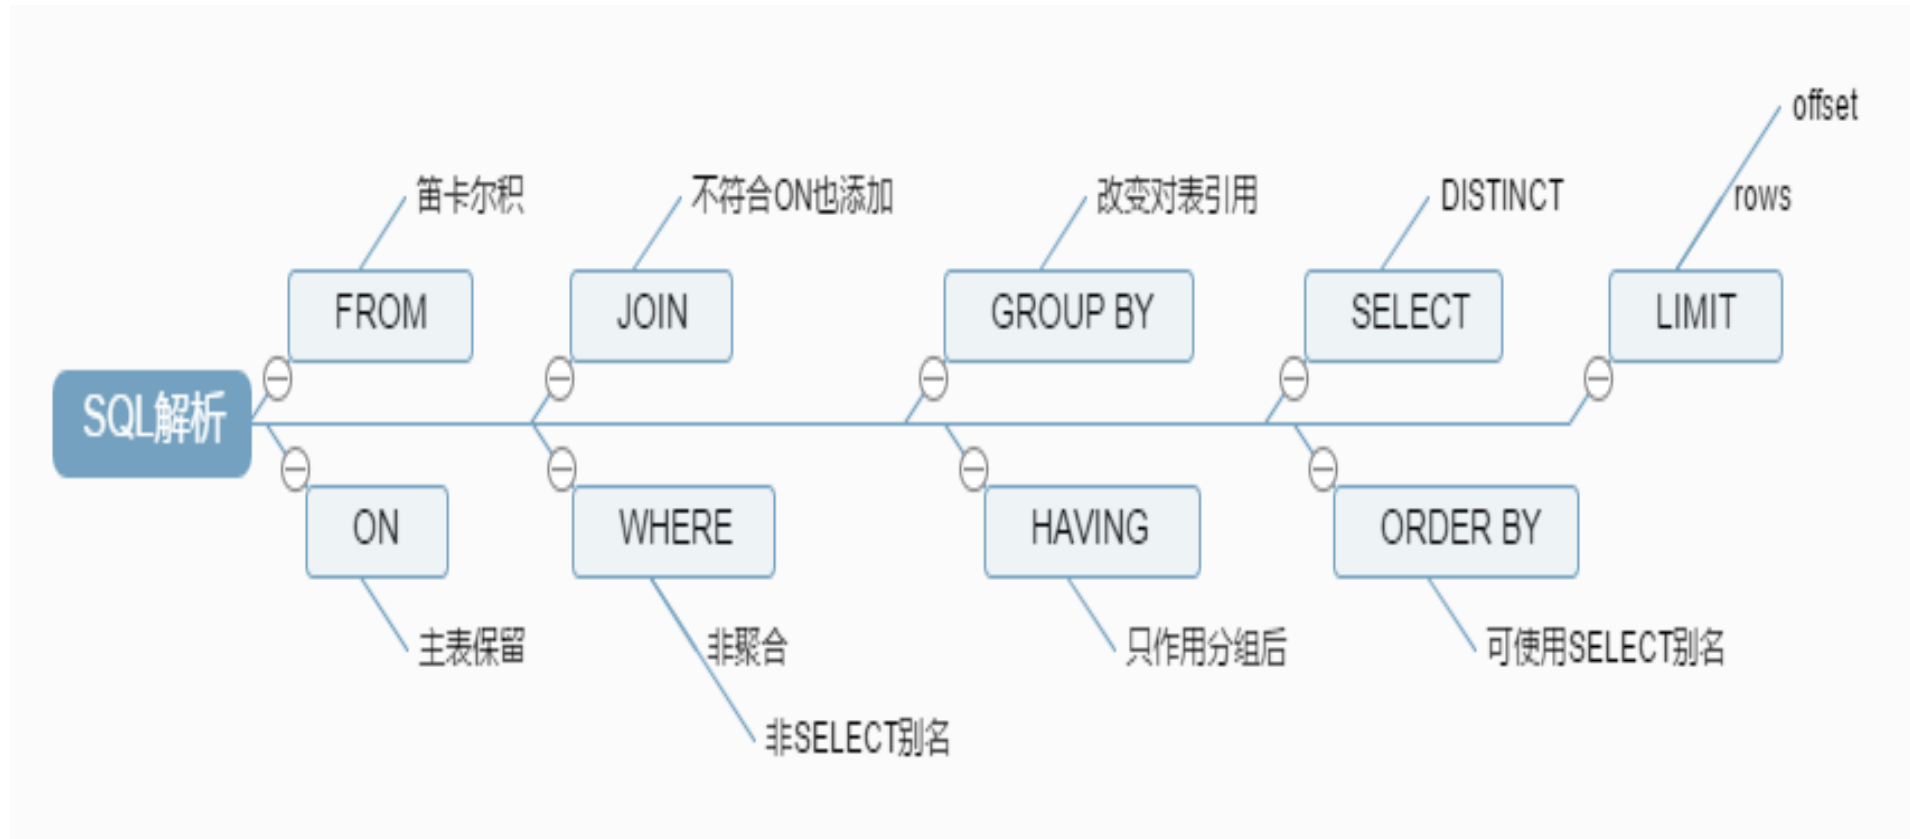 offset
笛卡尔积
不符合ON也添加
改变对表引用
DISTINCT
rows
FROM
JOIN
GROUP BY
SELECT
LIMIT
SQL解析
ON
WHERE
HAVING
ORDER BY
主表保留
非聚合
只作用分组后
可使用SELECT别名
非SELECT别名